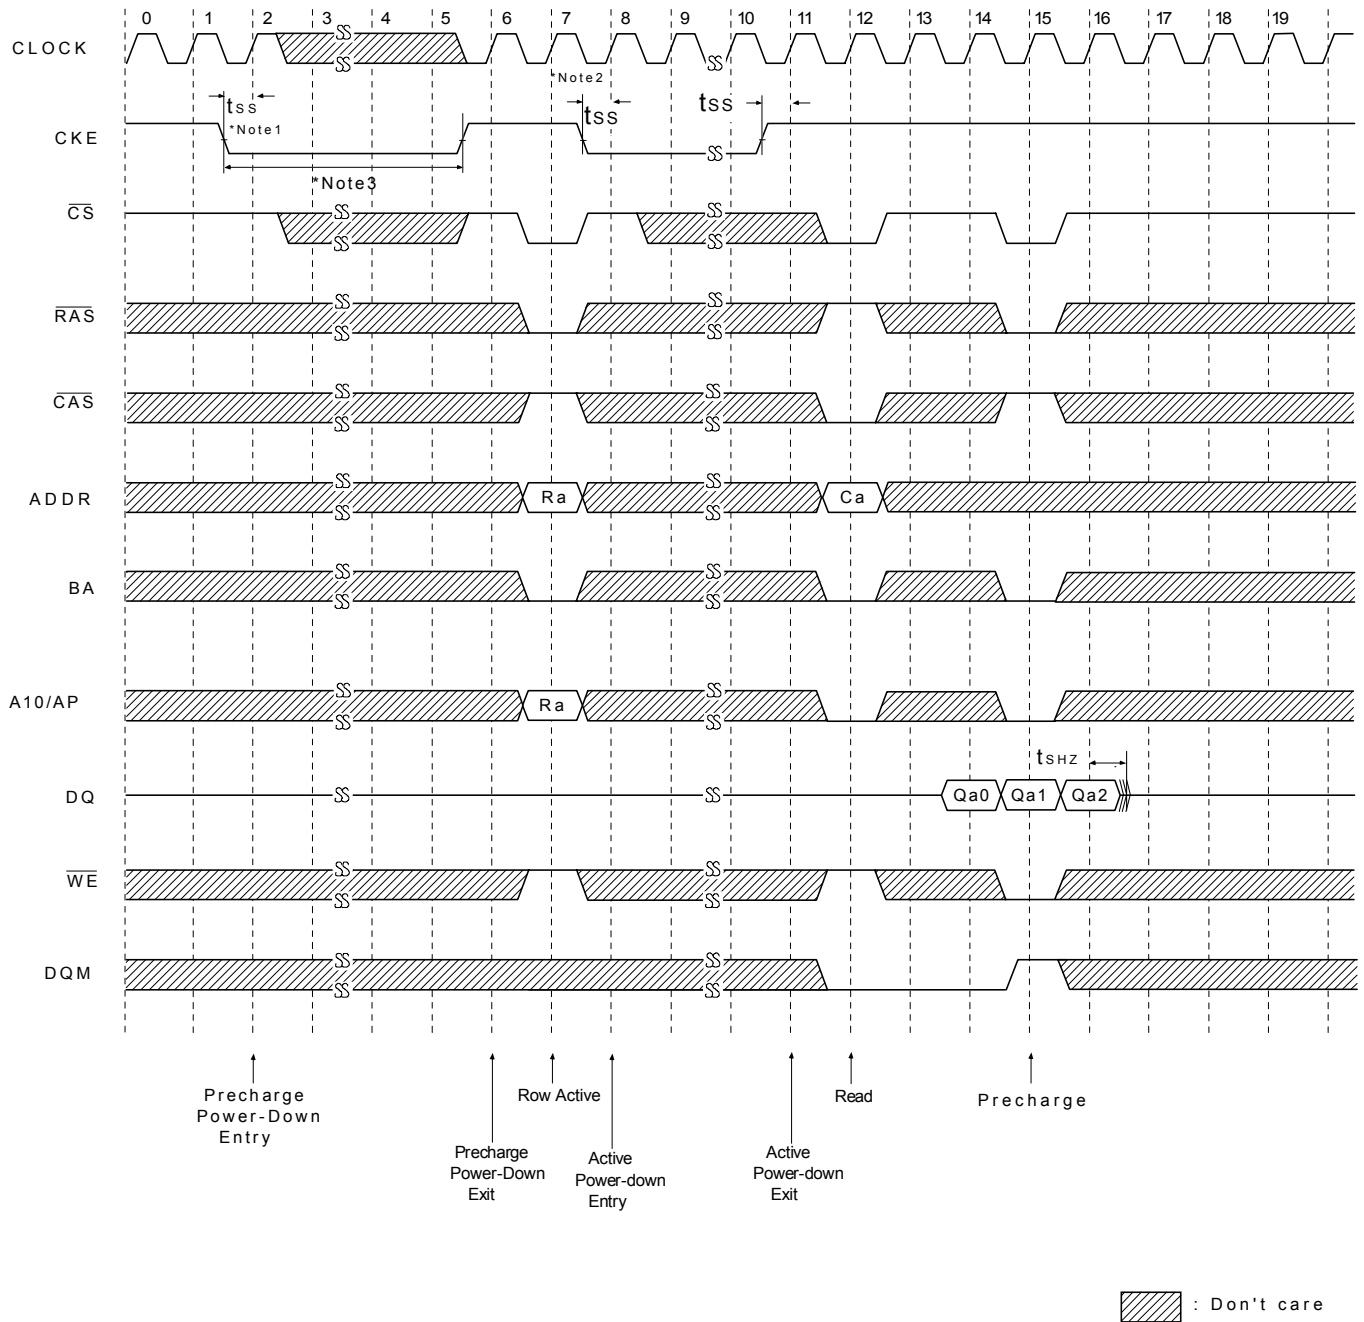 0 1 2 3 4 5 6 7 8 9 10 11 12 13 14 15 16 17 18 19
CLOCK
*Note2
tss
tss
tss
*Note1
CKE
*Note3
CS
RAS
CAS
ADDR
Ra
Ca
BA
A10/AP
Ra
tSHZ
DQ
Qa0
Qa1
Qa2
WE
DQM
Precharge
Power-Down
Entry
Precharge
Power-Down
Exit
Row Active
Active
Power-down
Entry
Active
Power-down
Exit
Read
Precharge
: Don't care